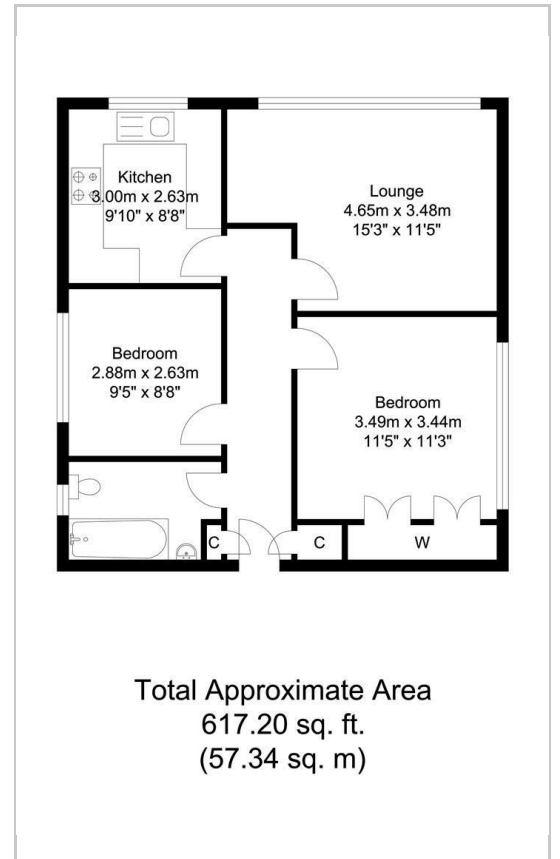 Kitchen
3.00m x 2.63m
9'10" x 8'8"
Lounge
4.65m x 3.48m
15'3" x 11'5"
Bedroom
2.88m x 2.63m
9'5" x 8'8"
Bedroom
3.49m x 3.44m
11'5" x 11'3"
C
C
W
Total Approximate Area
617.20 sq. ft.
(57.34 sq. m)